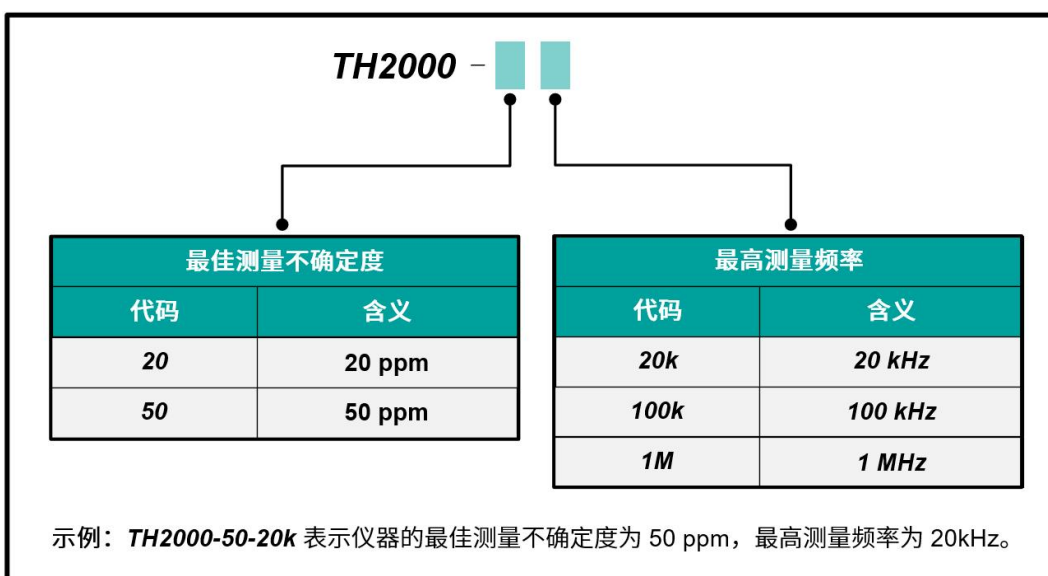 TH2000 -
最佳测量不确定度
代码 含义
20 20 ppm
50 50 ppm
最高测量频率
代码 含义
20k 20 kHz
100k 100 kHz
1M 1 MHz
示例：TH2000-50-20k 表示仪器的最佳测量不确定度为 50 ppm，最高测量频率为 20kHz。